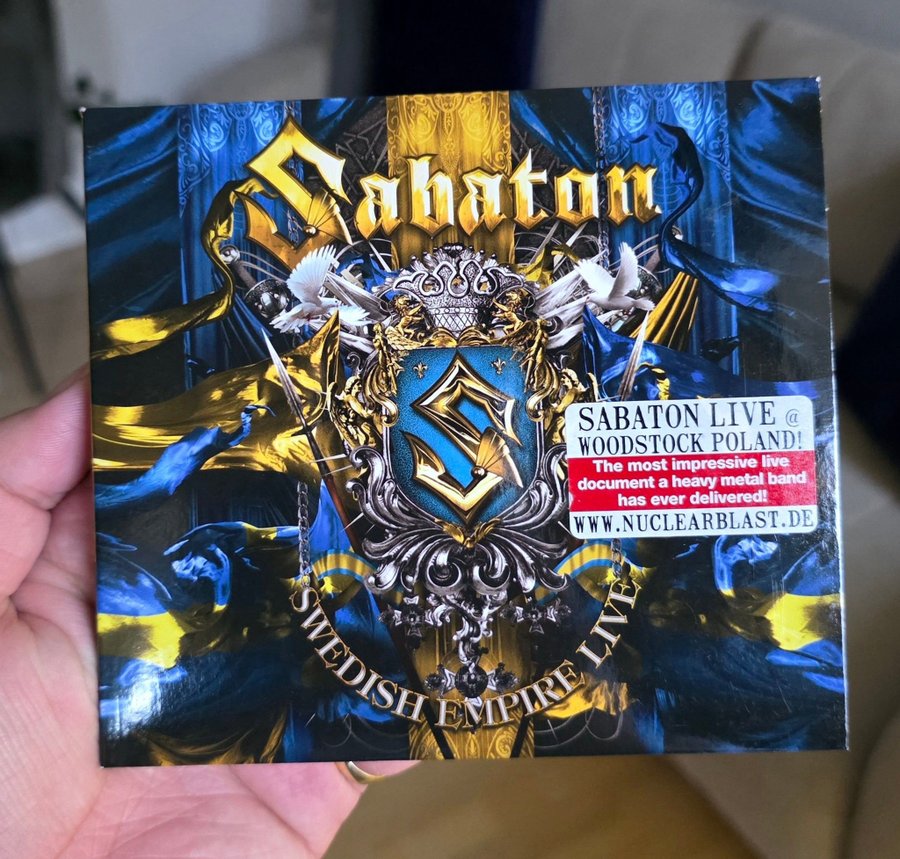 Sabaton
S
SABATON LIVE @
WOODSTOCK POLAND!
The most impressive live
document a heavy metal band
has ever delivered!
WWW.NUCLEARBLAST.DE
SWEDISH EMPIRE LIVE